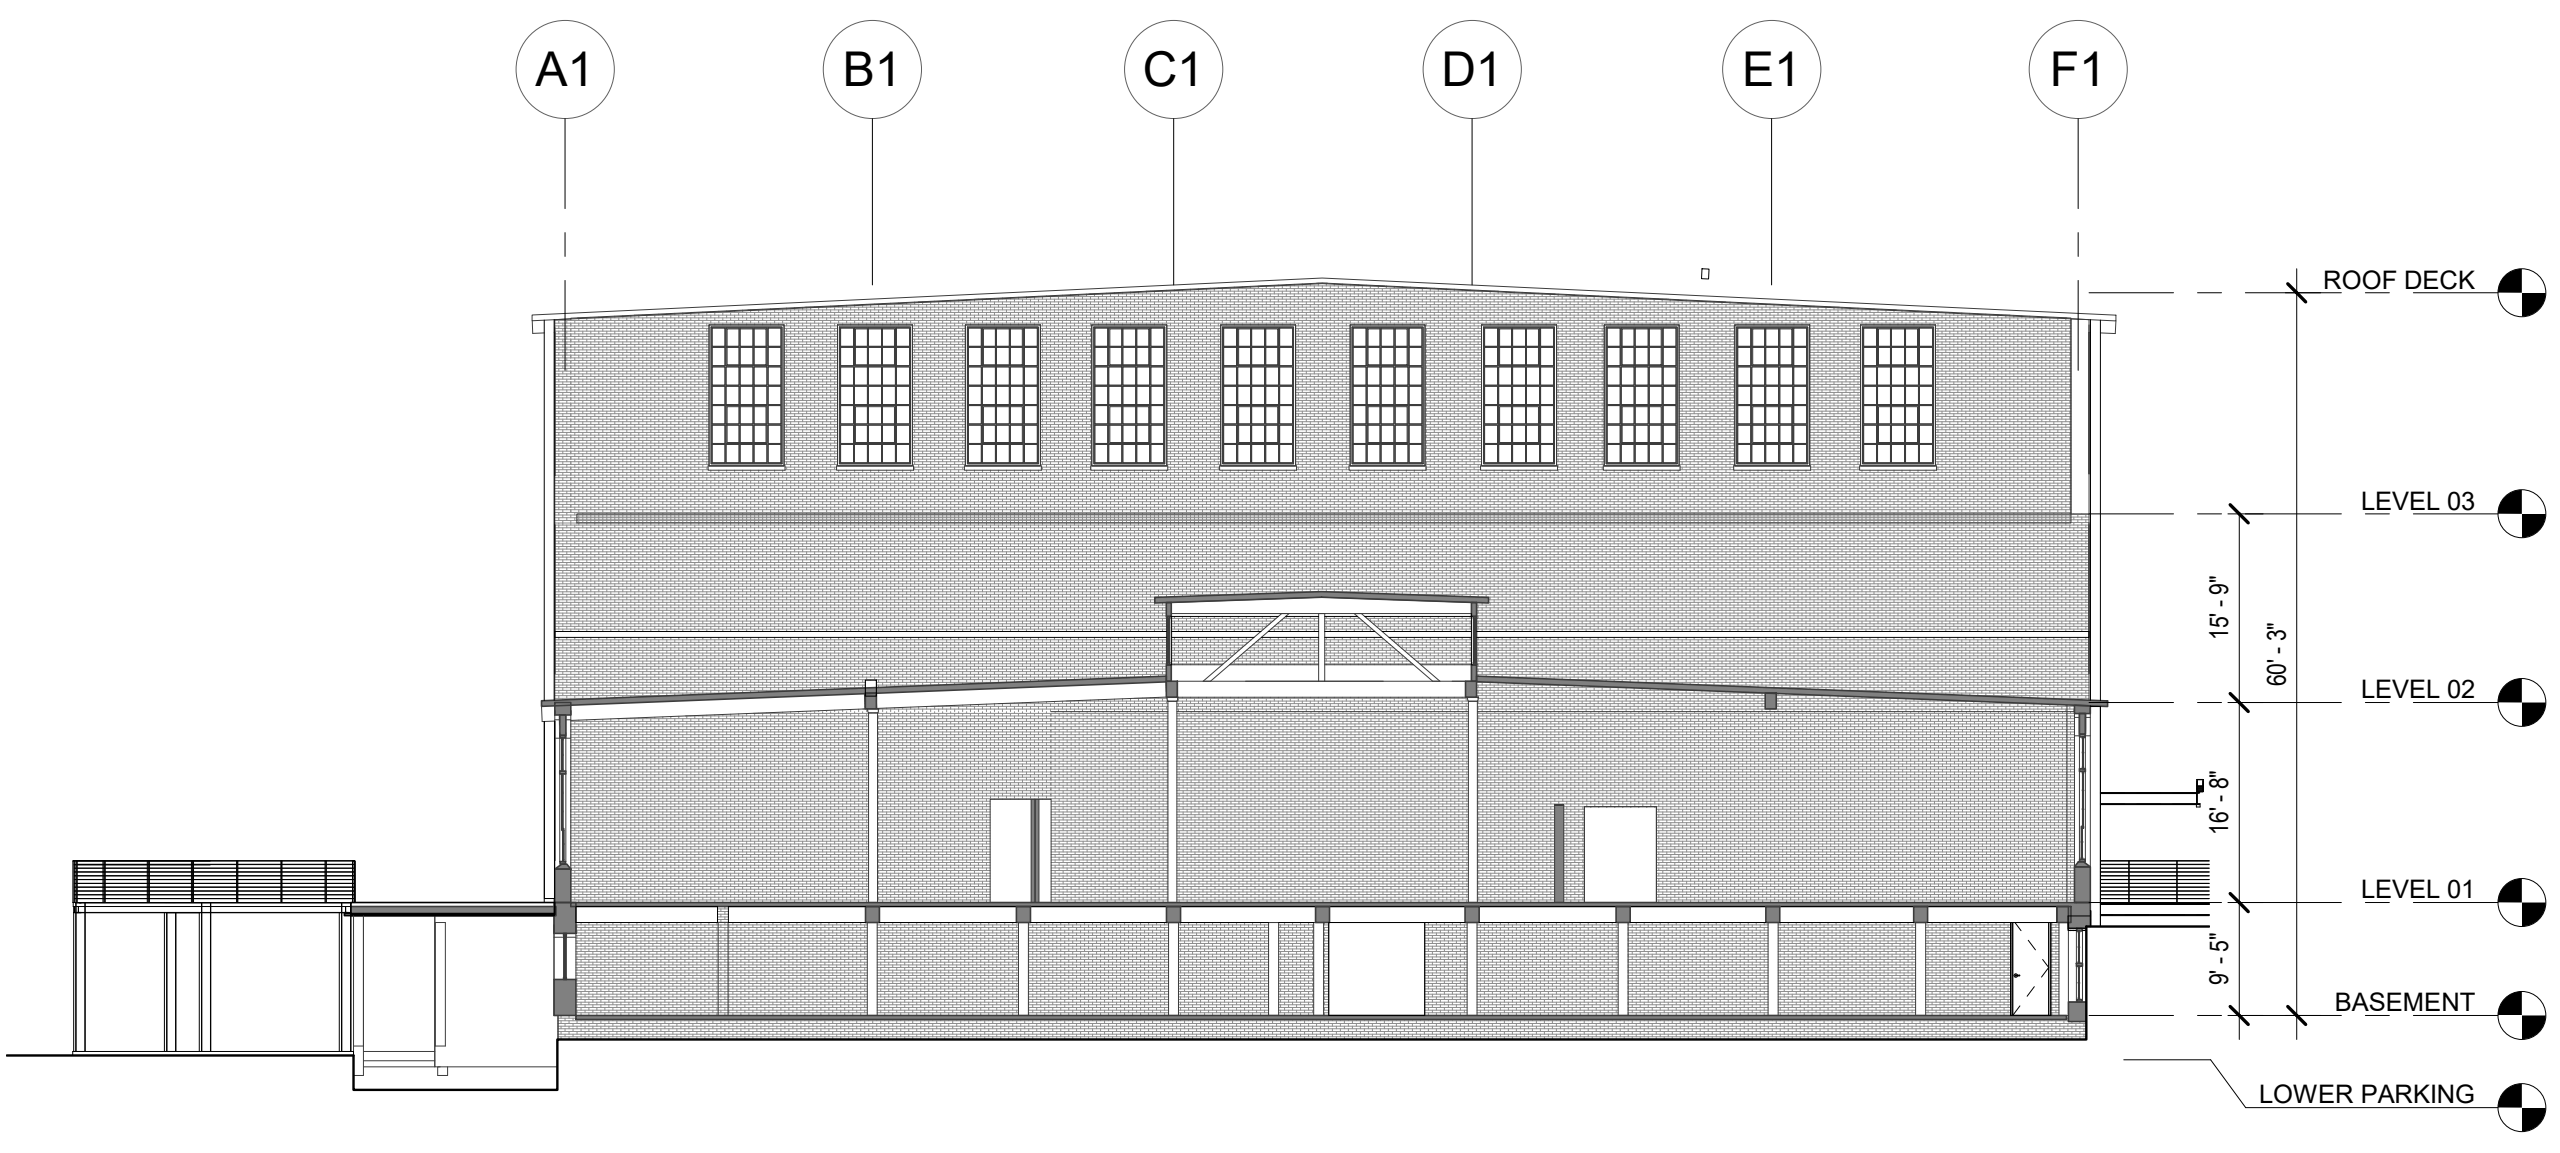 A1
B1
C1
D1
E1
F1
ROOF DECK
LEVEL 03
15' - 9"
60' - 3"
LEVEL 02
16' - 8"
LEVEL 01
9' - 5"
BASEMENT
LOWER PARKING